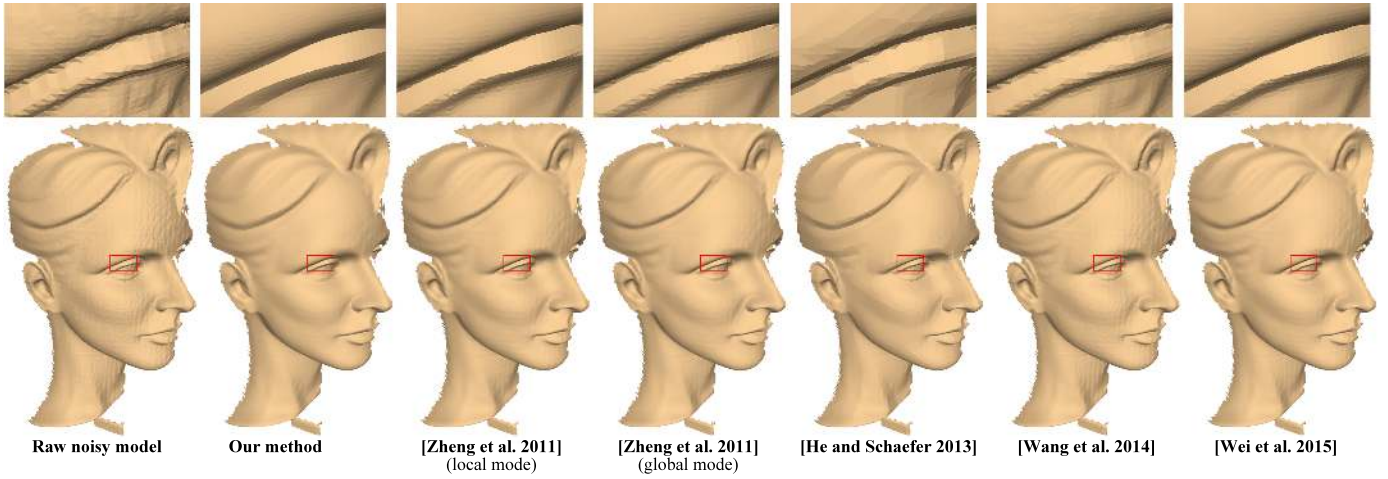 Raw noisy model
Our method
[Zheng et al. 2011]
(local mode)
[Zheng et al. 2011]
(global mode)
[He and Schaefer 2013]
[Wang et al. 2014]
[Wei et al. 2015]